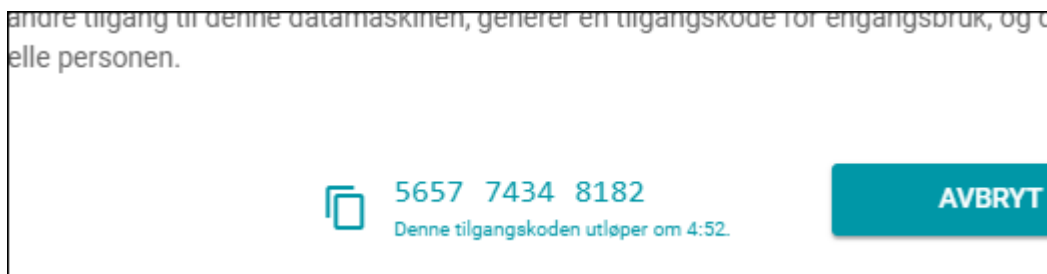 andre tilgang til denne datamaskinen, generer en tilgangskode for engangsbruk, og
elle personen.
5657 7434 8182
Denne tilgangskoden utløper om 4:52.
AVBRYT